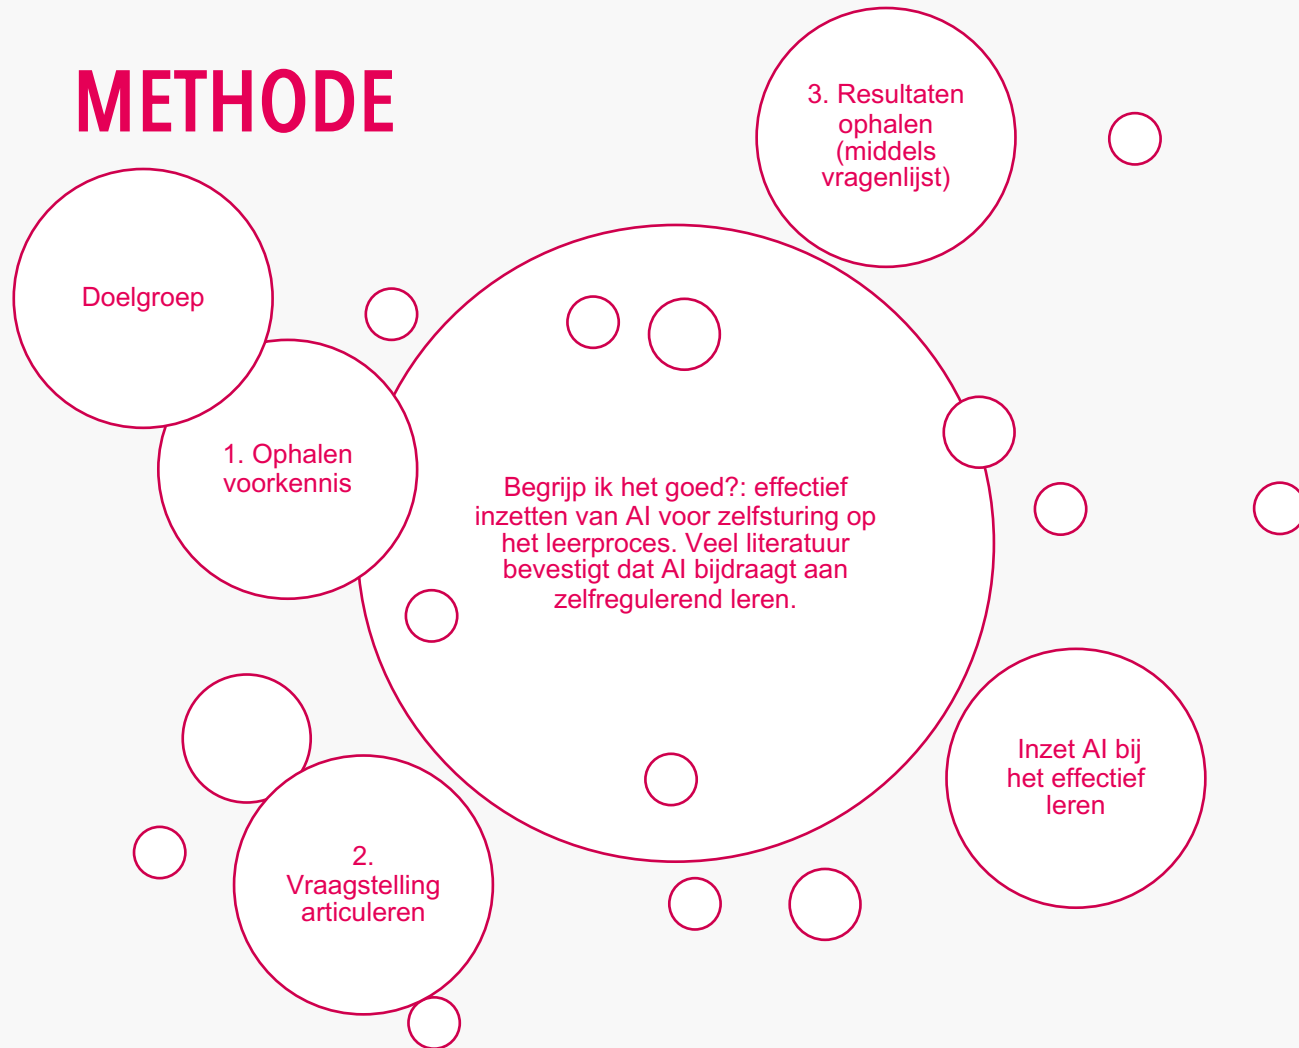 METHODE
3. Resultaten
ophalen
(middels
vragenlijst)
Doelgroep
1. Ophalen
voorkennis
Begrijp ik het goed?: effectief
inzetten van AI voor zelfsturing op
het leerproces. Veel literatuur
bevestigt dat AI bijdraagt aan
zelfregulerend leren.
Inzet AI bij
het effectief
leren
2.
Vraagstelling
articuleren